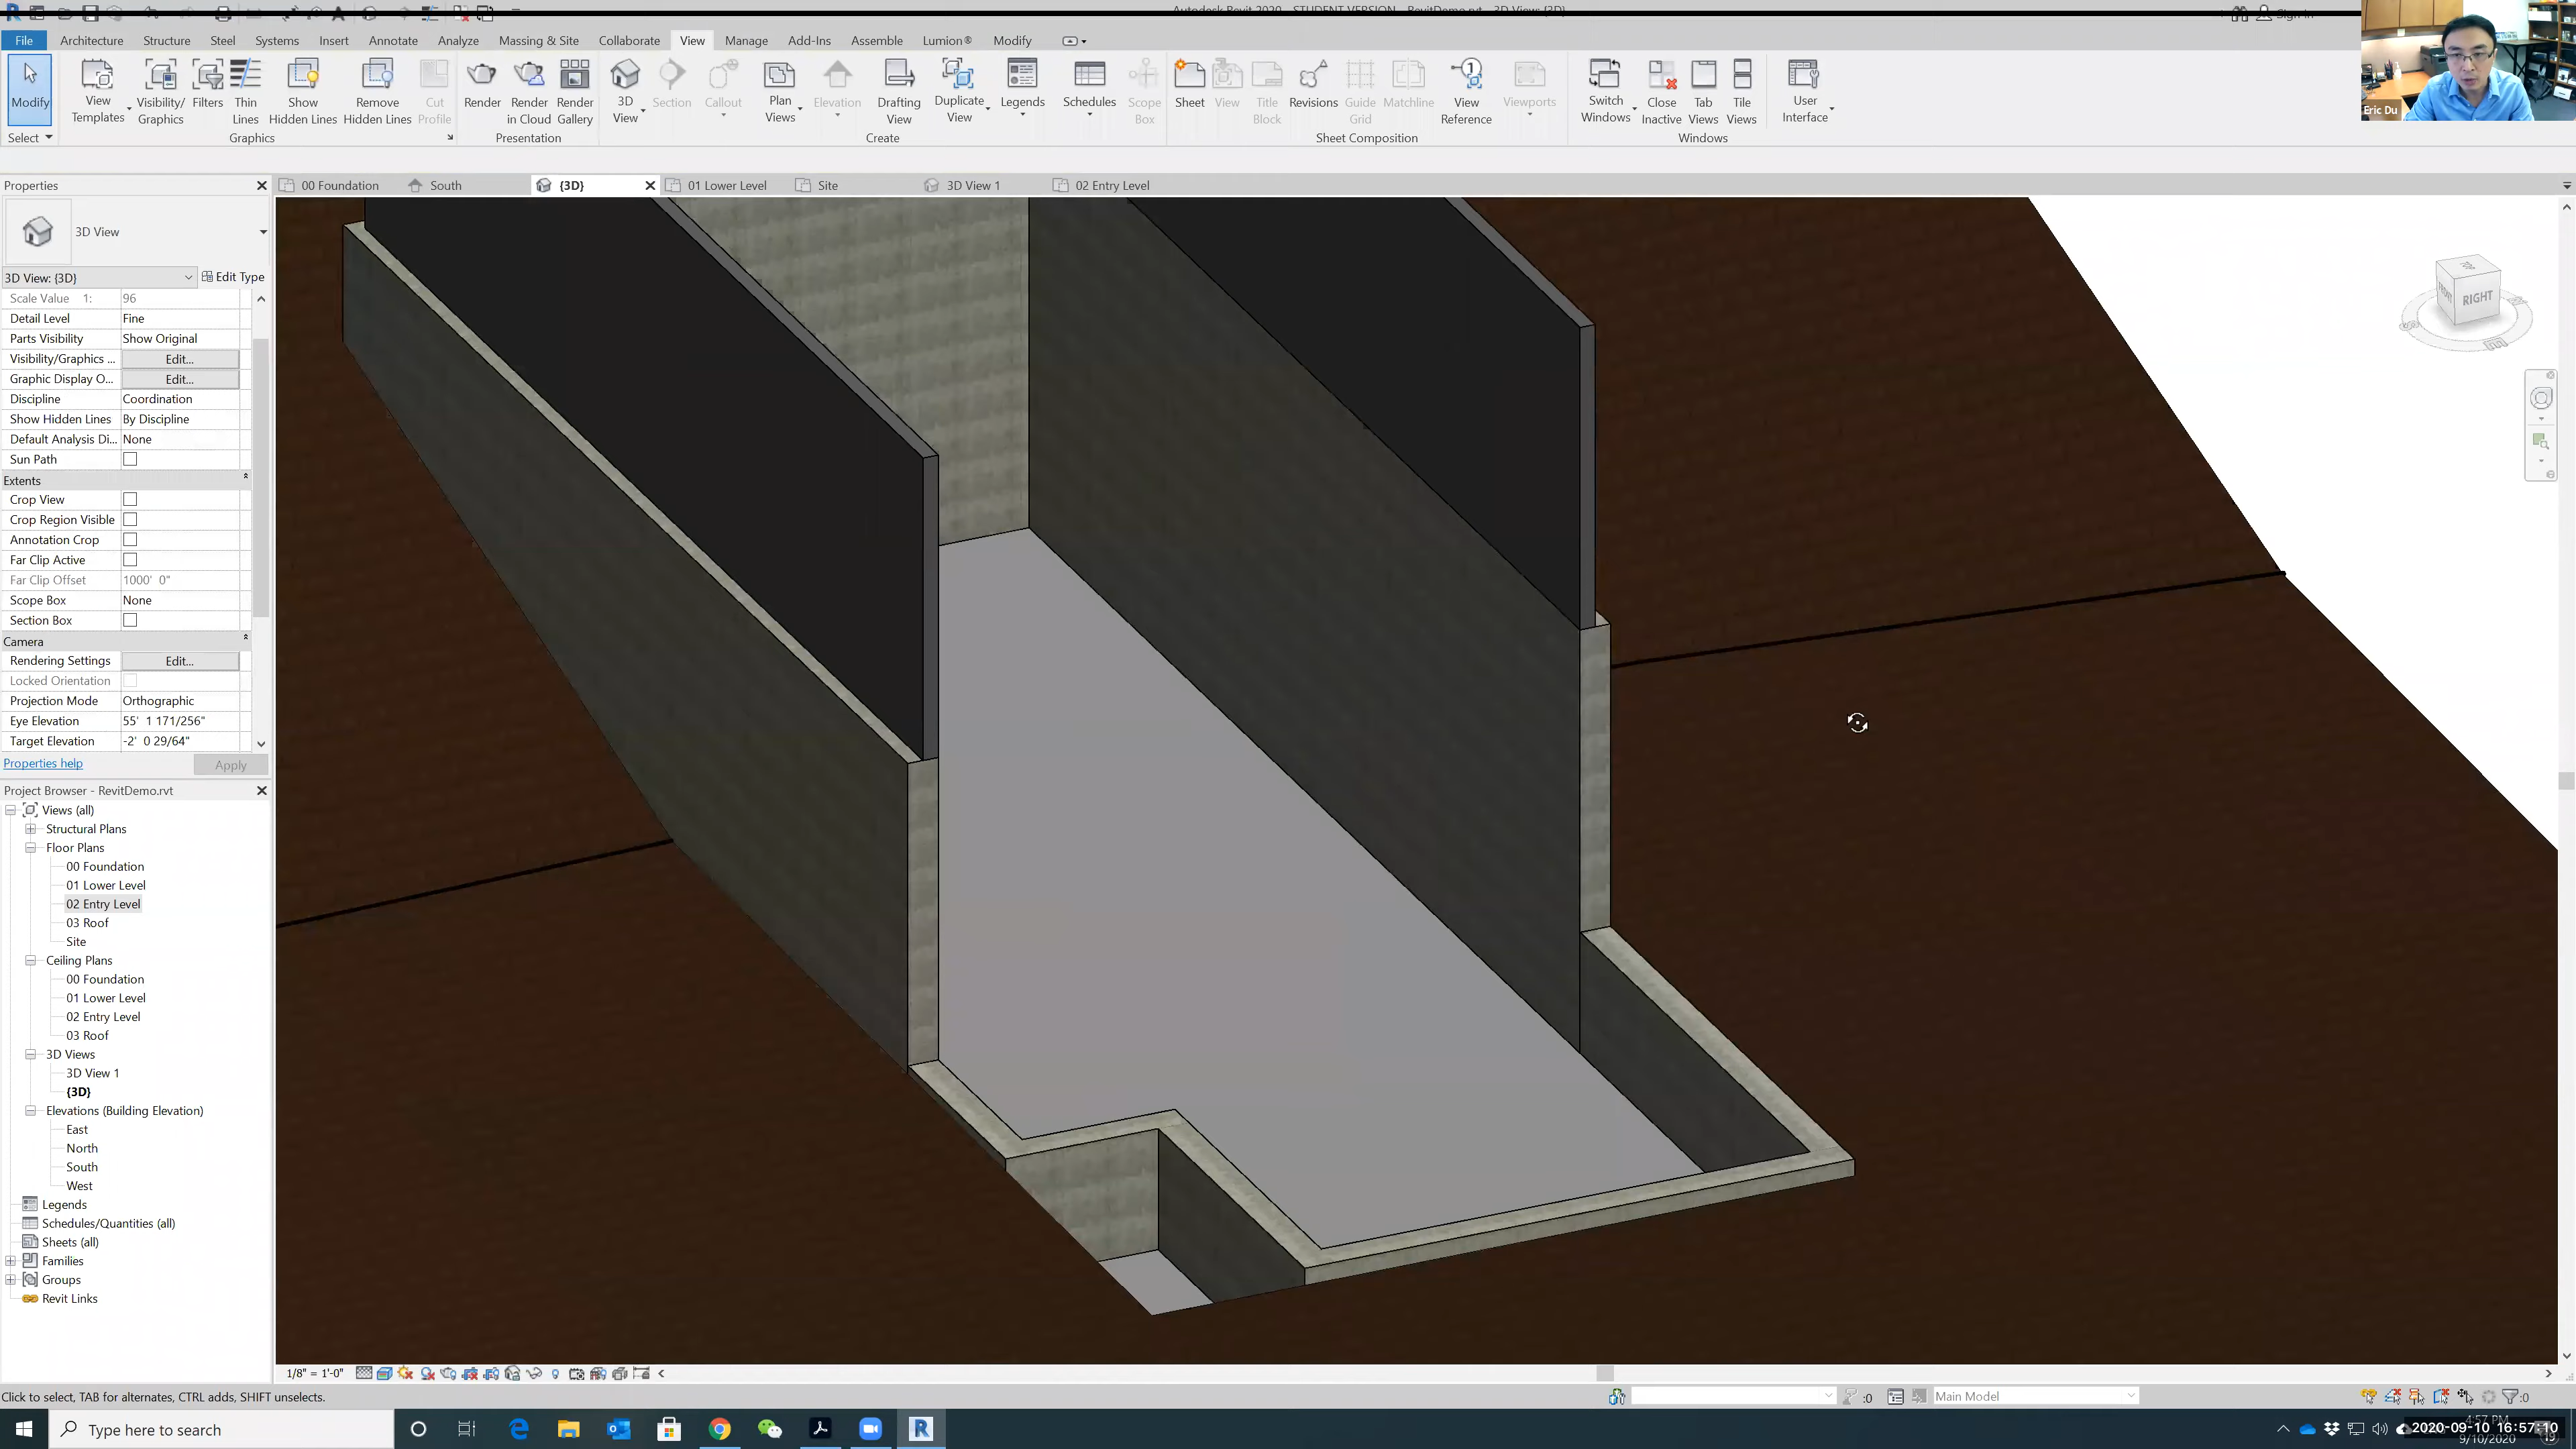 Autodesk Revit 2020 - STUDENT VERSION - RevitDemo.rvt - 3D View: {3D}
Sign In
File Architecture Structure Steel Systems Insert Annotate Analyze Massing & Site Collaborate View Manage Add-Ins Assemble Lumion® Modify
Modify View Templates Visibility/ Graphics Filters Thin Lines Show Hidden Lines Remove Hidden Lines Cut Profile Render Render in Cloud Render Gallery 3D View Section Callout Plan Views Elevation Drafting View Duplicate View Legends Schedules Scope Box Sheet View Title Block Revisions Guide Grid Matchline View Reference Viewports Switch Windows Close Inactive Tab Views Tile Views User Interface
Select Graphics Presentation Create Sheet Composition Windows
Eric Du
Properties
00 Foundation South {3D} 01 Lower Level Site 3D View 1 02 Entry Level
3D View
3D View: {3D} Edit Type
Scale Value 1: 96
Detail Level Fine
Parts Visibility Show Original
Visibility/Graphics ... Edit...
Graphic Display O... Edit...
Discipline Coordination
Show Hidden Lines By Discipline
Default Analysis Di... None
Sun Path
Extents
Crop View
Crop Region Visible
Annotation Crop
Far Clip Active
Far Clip Offset 1000' 0"
Scope Box None
Section Box
Camera
Rendering Settings Edit...
Locked Orientation
Projection Mode Orthographic
Eye Elevation 55' 1 171/256"
Target Elevation -2' 0 29/64"
Properties help Apply
TOP
FRONT RIGHT
E
Project Browser - RevitDemo.rvt
Views (all)
Structural Plans
Floor Plans
00 Foundation
01 Lower Level
02 Entry Level
03 Roof
Site
Ceiling Plans
00 Foundation
01 Lower Level
02 Entry Level
03 Roof
3D Views
3D View 1
{3D}
Elevations (Building Elevation)
East
North
South
West
Legends
Schedules/Quantities (all)
Sheets (all)
Families
Groups
Revit Links
1/8" = 1'-0"
Click to select, TAB for alternates, CTRL adds, SHIFT unselects.
:0 Main Model :0
Type here to search
4:57 PM
2020-09-10 16:57:10
9/10/2020